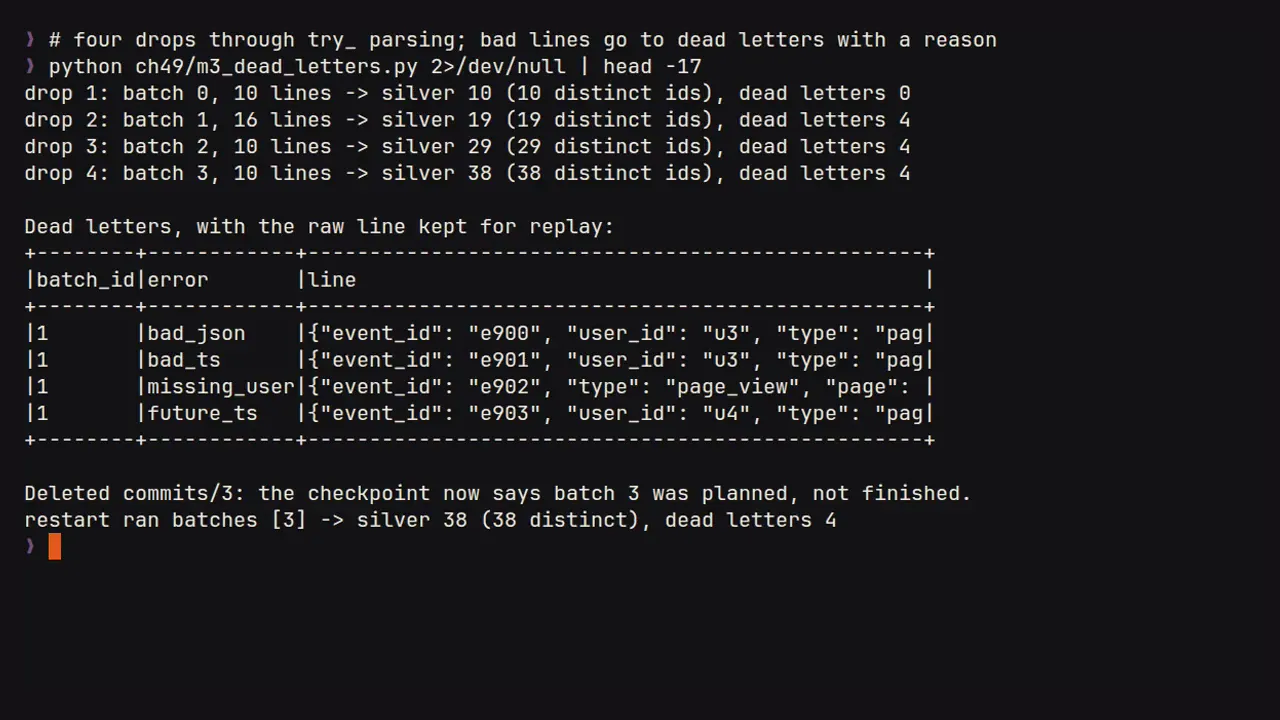 ❯ # four drops through try_ parsing; bad lines go to dead letters with a reason
❯ python ch49/m3_dead_letters.py 2>/dev/null | head -17
drop 1: batch 0, 10 lines -> silver 10 (10 distinct ids), dead letters 0
drop 2: batch 1, 16 lines -> silver 19 (19 distinct ids), dead letters 4
drop 3: batch 2, 10 lines -> silver 29 (29 distinct ids), dead letters 4
drop 4: batch 3, 10 lines -> silver 38 (38 distinct ids), dead letters 4

Dead letters, with the raw line kept for replay:
+--------+------------+---------------------------------------------------+
|batch_id|error       |line                                               |
+--------+------------+---------------------------------------------------+
|1       |bad_json    |{"event_id": "e900", "user_id": "u3", "type": "pag|
|1       |bad_ts      |{"event_id": "e901", "user_id": "u3", "type": "pag|
|1       |missing_user|{"event_id": "e902", "type": "page_view", "page": |
|1       |future_ts   |{"event_id": "e903", "user_id": "u4", "type": "pag|
+--------+------------+---------------------------------------------------+

Deleted commits/3: the checkpoint now says batch 3 was planned, not finished.
restart ran batches [3] -> silver 38 (38 distinct), dead letters 4
❯